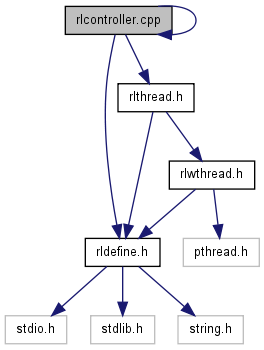 rlcontroller.cpp
rlthread.h
rlwthread.h
rldefine.h
pthread.h
stdio.h
stdlib.h
string.h